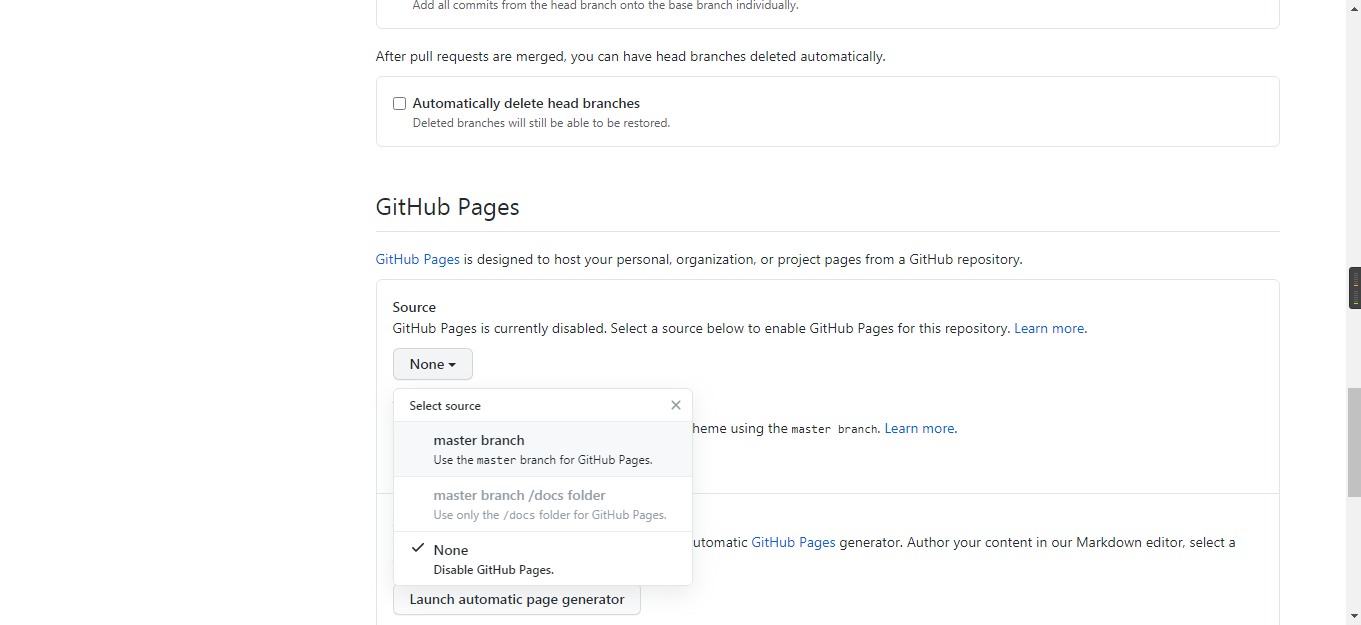 Add all commits from the head branch onto the base branch individually.
After pull requests are merged, you can have head branches deleted automatically.
Automatically delete head branches
Deleted branches will still be able to be restored.
GitHub Pages
GitHub Pages is designed to host your personal, organization, or project pages from a GitHub repository.
Source
GitHub Pages is currently disabled. Select a source below to enable GitHub Pages for this repository. Learn more.
None
Select source
master branch
Use the master branch for GitHub Pages.
heme using the master branch. Learn more.
master branch /docs folder
Use only the /docs folder for GitHub Pages.
utomatic GitHub Pages generator. Author your content in our Markdown editor, select a
None
Disable GitHub Pages.
Launch automatic page generator